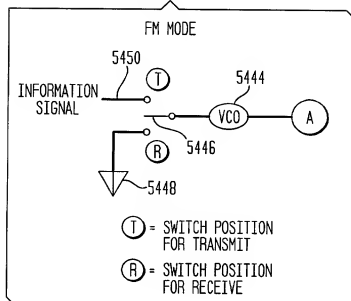 FM MODE
5450
T
5444
INFORMATION
SIGNAL
VCO
A
5446
R
5448
T = SWITCH POSITION
FOR TRANSMIT
R = SWITCH POSITION
FOR RECEIVE